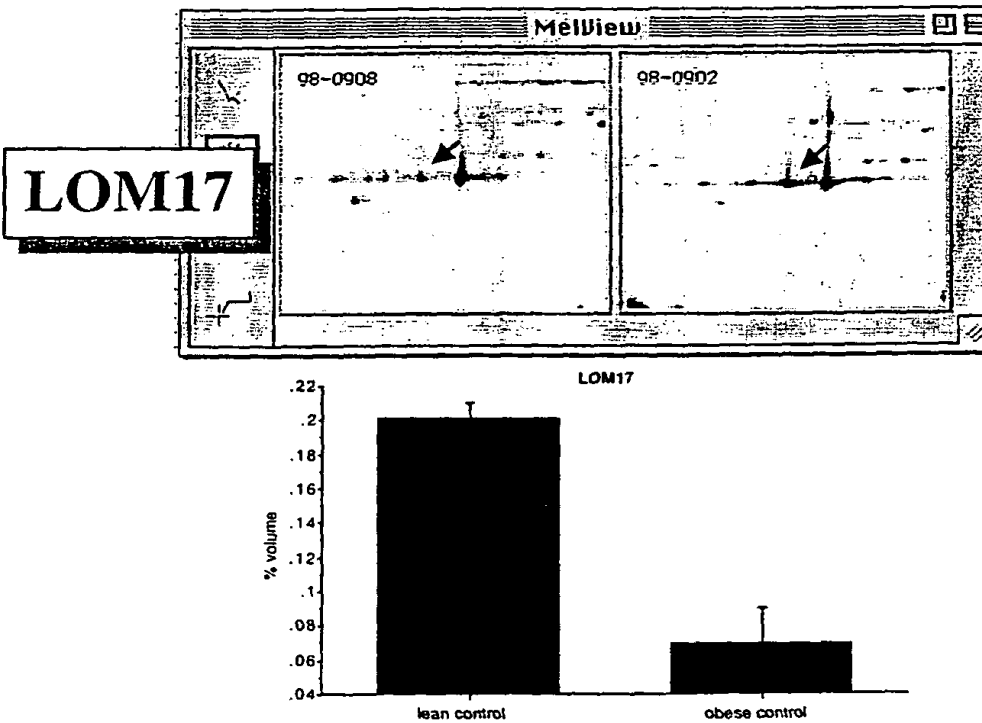 MelView
98-0908
98-0902
LOM17
LOM17
.22
.2
.18
.16
.14
.12
.1
.08
.06
.04
% volume
lean control
obese control